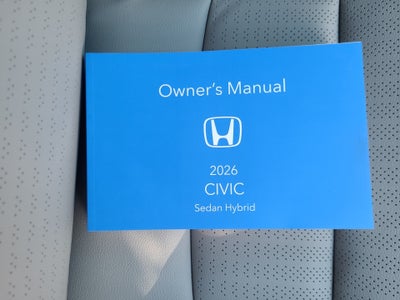 Owner's Manual
2026
CIVIC
Sedan Hybrid